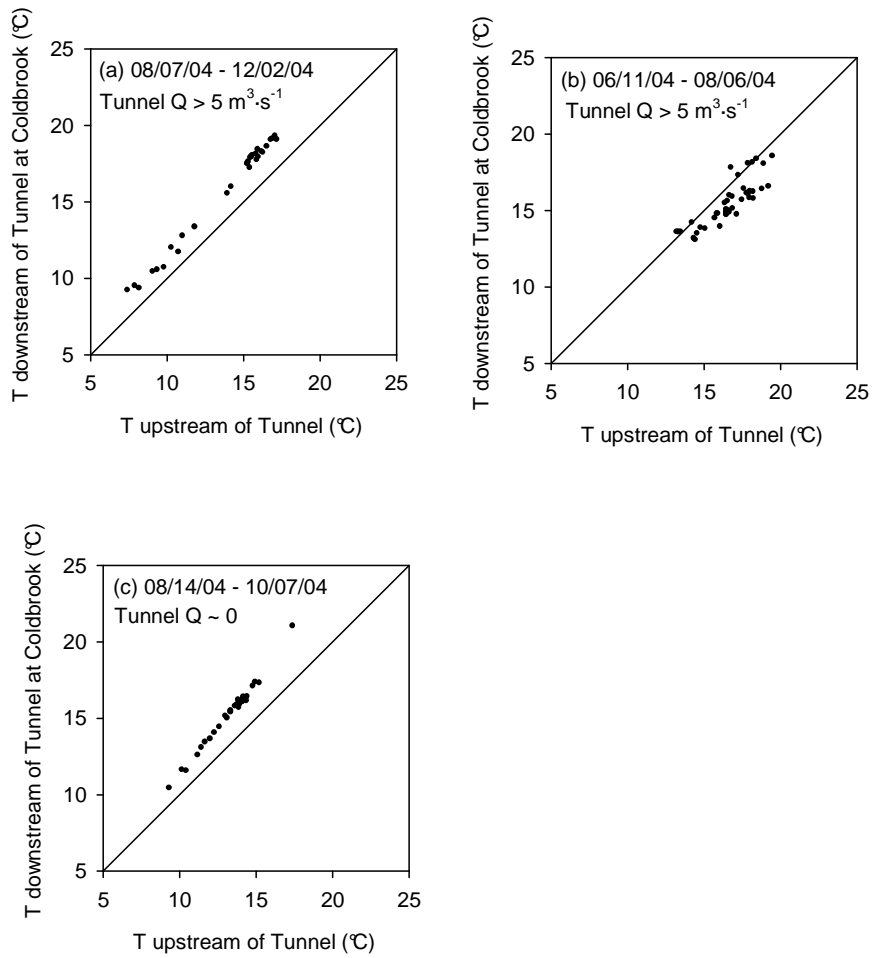 T downstream of Tunnel at Coldbrook (°C)
25
20
15
10
5
(a) 08/07/04 - 12/02/04
Tunnel Q > 5 m³·s⁻¹
5 10 15 20 25
T upstream of Tunnel (°C)
T downstream of Tunnel at Coldbrook (°C)
25
20
15
10
5
(b) 06/11/04 - 08/06/04
Tunnel Q > 5 m³·s⁻¹
5 10 15 20 25
T upstream of Tunnel (°C)
T downstream of Tunnel at Coldbrook (°C)
25
20
15
10
5
(c) 08/14/04 - 10/07/04
Tunnel Q ~ 0
5 10 15 20 25
T upstream of Tunnel (°C)